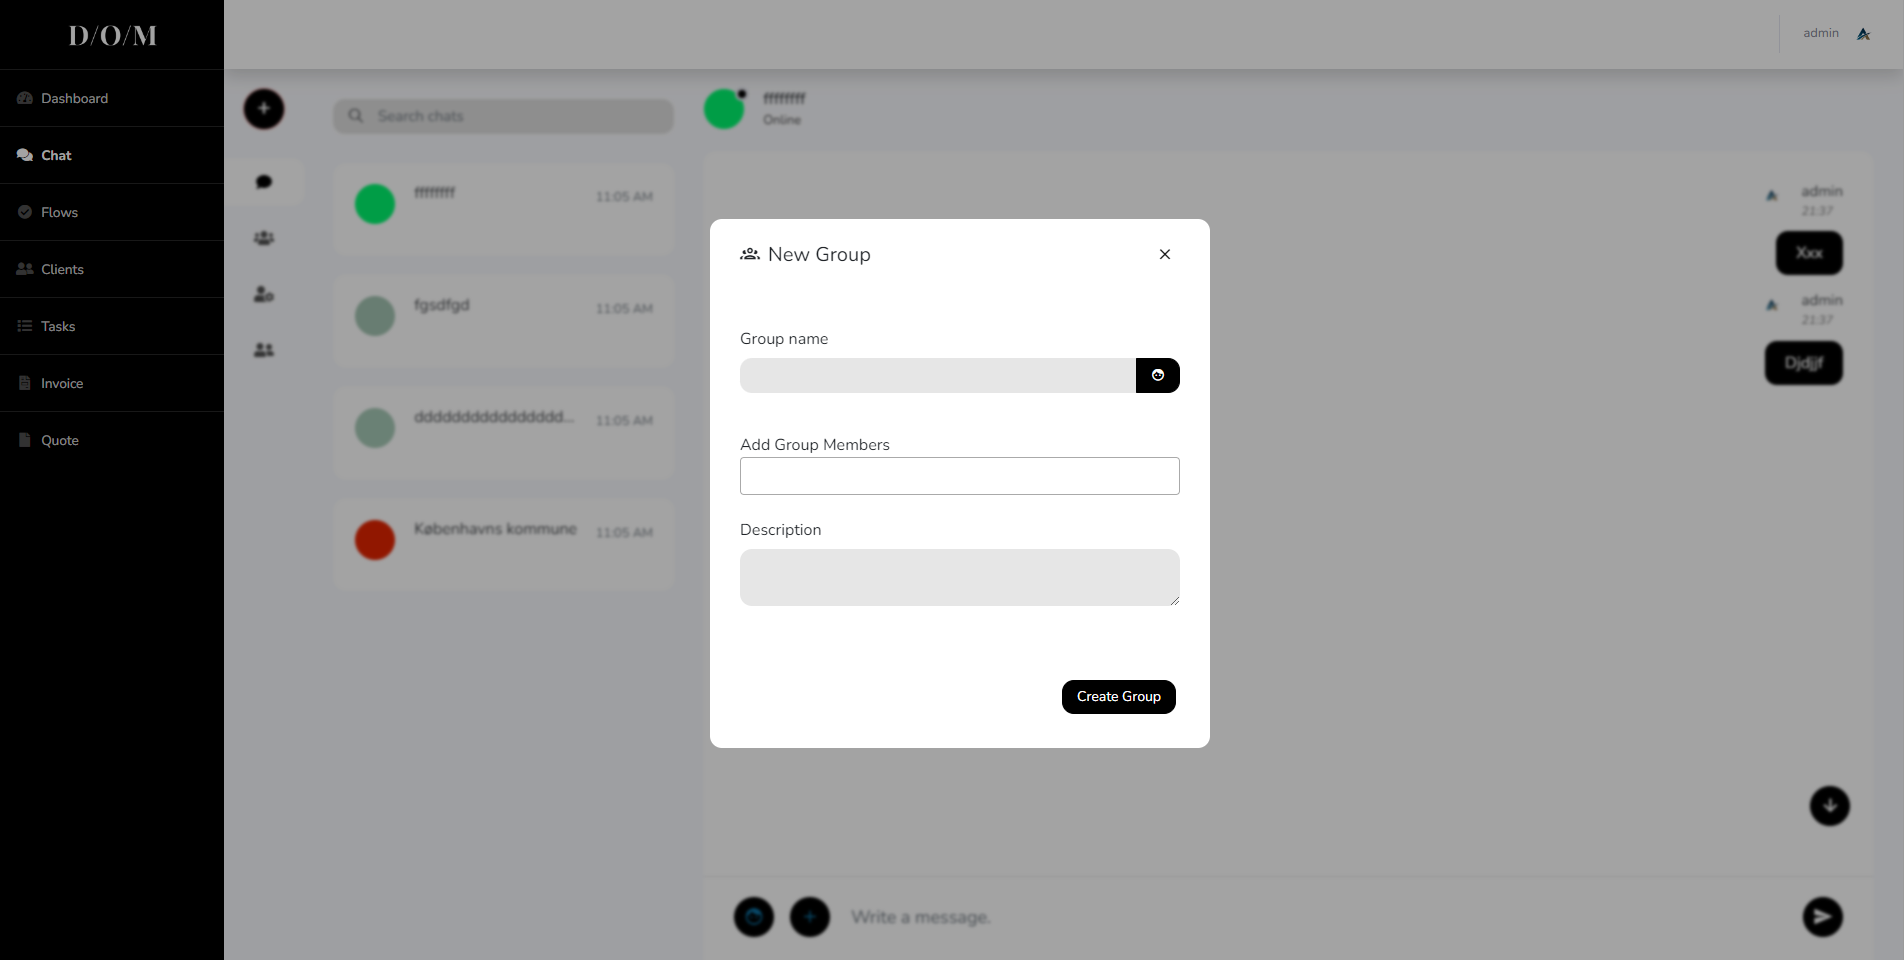 D/O/M
admin
Dashboard
Chat
Flows
Clients
Tasks
Invoice
Quote
Search chats
ffffffff
11:05 AM
fgsdfgd
11:05 AM
dddddddddddddddd...
11:05 AM
Københavns kommune
11:05 AM
ffffffff
Online
admin
21:37
Xxx
admin
21:37
Djdjjf
New Group
Group name
Add Group Members
Description
Create Group
Write a message.